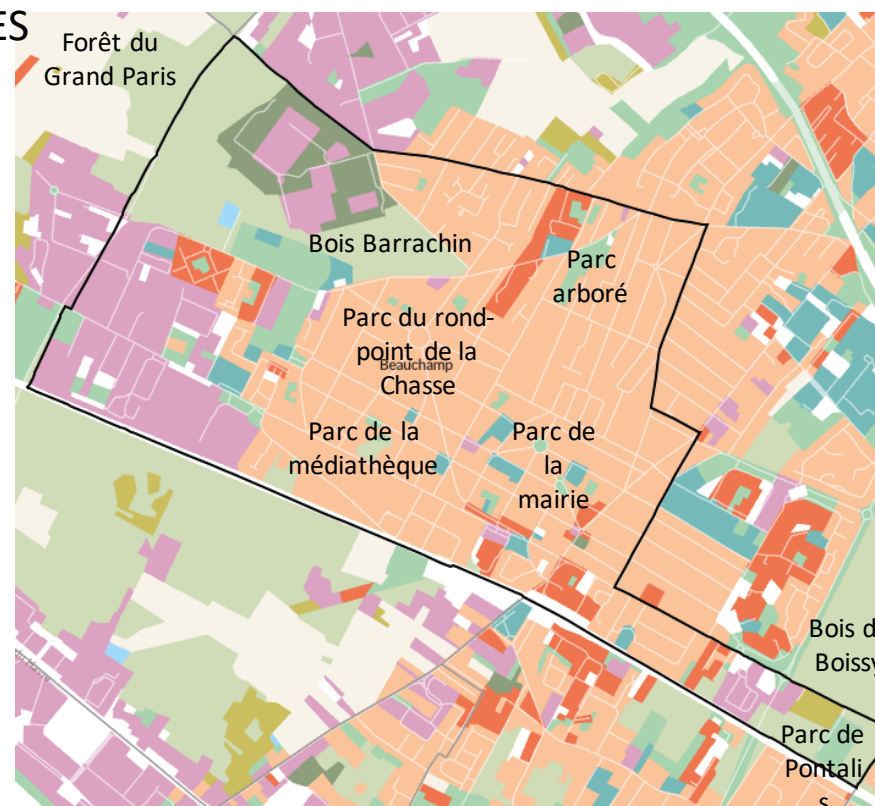 ES
Forêt du
Grand Paris
Bois Barrachin
Parc
arboré
Parc du rond-
point de la
Beauchamp
Chasse
Parc de la
médiathèque
Parc de
la
mairie
Bois d
Boissy
Parc de
Pontali
s